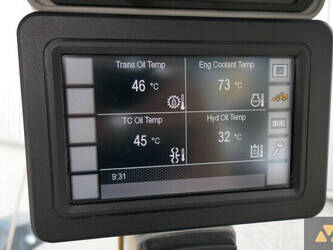 Trans Oil Temp
46 °C
Eng Coolant Temp
73 °C
TC Oil Temp
45 °C
Hyd Oil Temp
32 °C
9:31